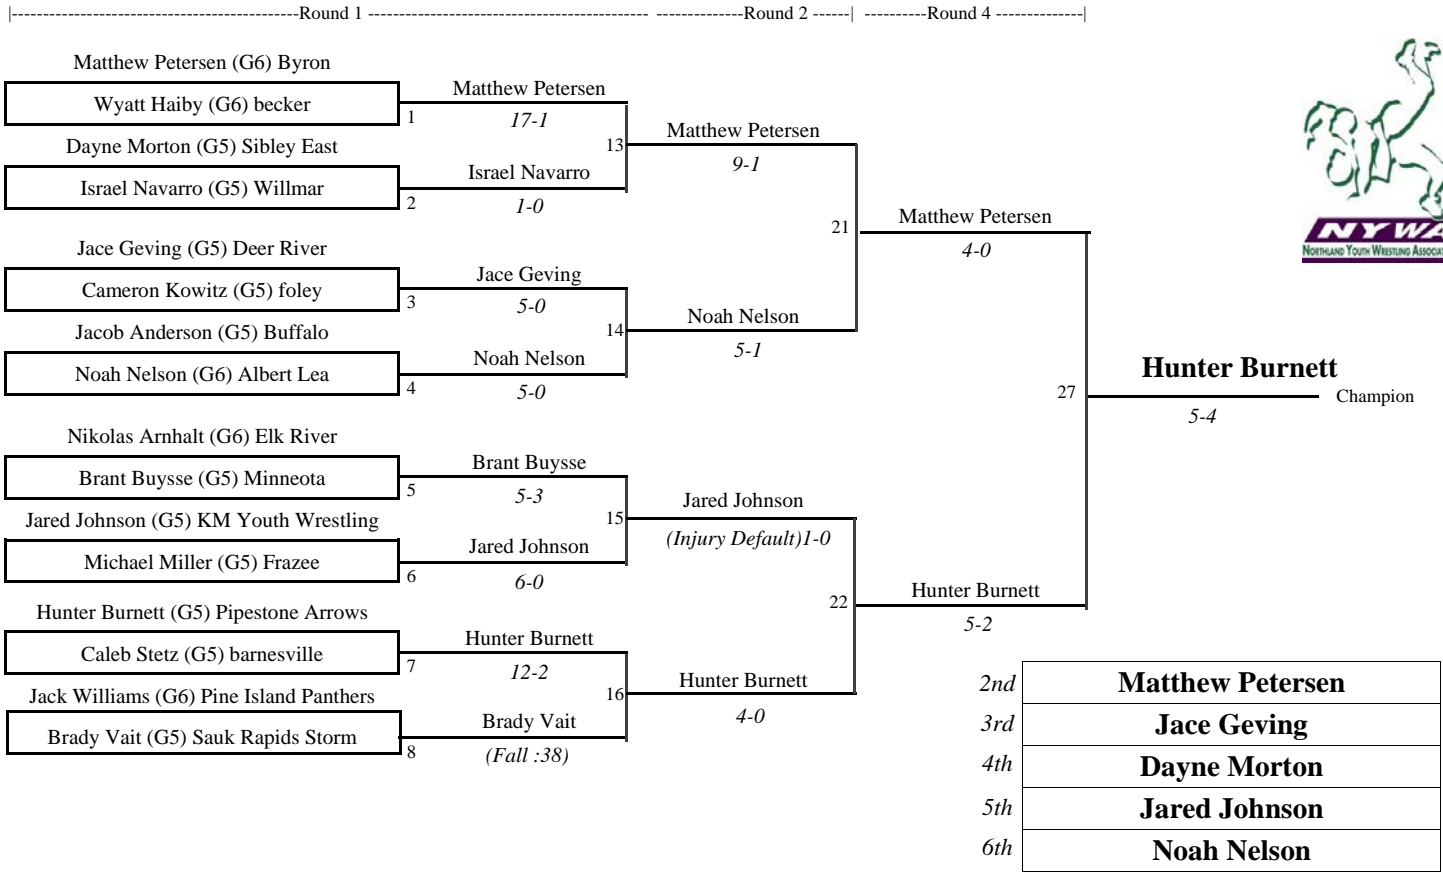 |----------------------------------------------Round 1 --------------------------------------------- --------------Round 2 ------| ----------Round 4 --------------|
Matthew Petersen (G6) Byron
Wyatt Haiby (G6) becker
1
Matthew Petersen
17-1
Dayne Morton (G5) Sibley East
Israel Navarro (G5) Willmar
2
Israel Navarro
1-0
13
Matthew Petersen
9-1
Jace Geving (G5) Deer River
Cameron Kowitz (G5) foley
3
Jace Geving
5-0
Jacob Anderson (G5) Buffalo
Noah Nelson (G6) Albert Lea
4
Noah Nelson
5-0
14
Noah Nelson
5-1
21
Matthew Petersen
4-0
Nikolas Arnhalt (G6) Elk River
Brant Buysse (G5) Minneota
5
Brant Buysse
5-3
Jared Johnson (G5) KM Youth Wrestling
Michael Miller (G5) Frazee
6
Jared Johnson
6-0
15
Jared Johnson
(Injury Default)1-0
Hunter Burnett (G5) Pipestone Arrows
Caleb Stetz (G5) barnesville
7
Hunter Burnett
12-2
Jack Williams (G6) Pine Island Panthers
Brady Vait (G5) Sauk Rapids Storm
8
Brady Vait
(Fall :38)
16
Hunter Burnett
4-0
22
Hunter Burnett
5-2
27
Hunter Burnett
Champion
5-4
NYWA
NORTHLAND YOUTH WRESTLING
2nd Matthew Petersen
3rd Jace Geving
4th Dayne Morton
5th Jared Johnson
6th Noah Nelson